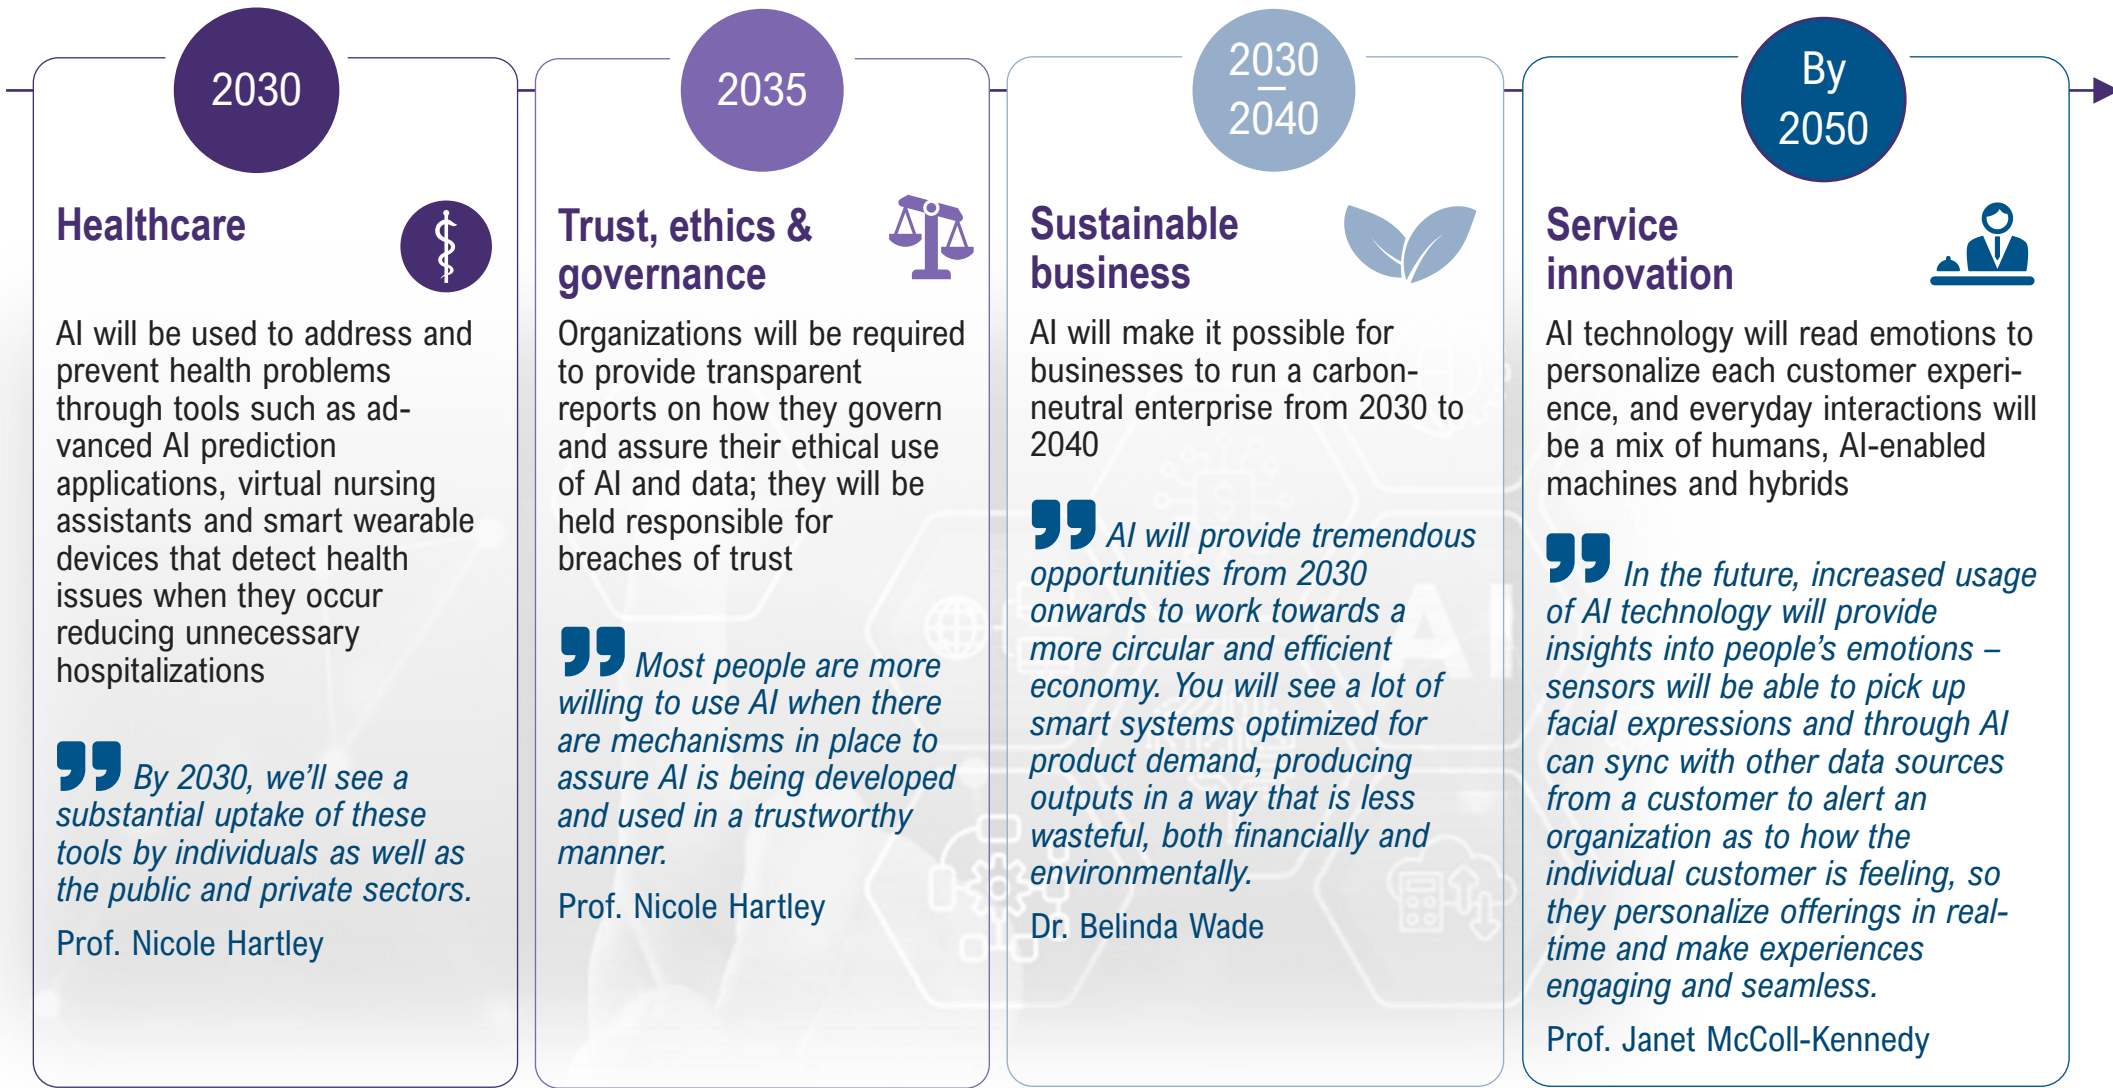 2030
Healthcare
AI will be used to address and
prevent health problems
through tools such as ad-
vanced AI prediction
applications, virtual nursing
assistants and smart wearable
devices that detect health
issues when they occur
reducing unnecessary
hospitalizations
❞ By 2030, we’ll see a
substantial uptake of these
tools by individuals as well as
the public and private sectors.
Prof. Nicole Hartley
2035
Trust, ethics &
governance
Organizations will be required
to provide transparent
reports on how they govern
and assure their ethical use
of AI and data; they will be
held responsible for
breaches of trust
❞ Most people are more
willing to use AI when there
are mechanisms in place to
assure AI is being developed
and used in a trustworthy
manner.
Prof. Nicole Hartley
2030
–
2040
Sustainable
business
AI will make it possible for
businesses to run a carbon-
neutral enterprise from 2030 to
2040
❞ AI will provide tremendous
opportunities from 2030
onwards to work towards a
more circular and efficient
economy. You will see a lot of
smart systems optimized for
product demand, producing
outputs in a way that is less
wasteful, both financially and
environmentally.
Dr. Belinda Wade
AI
By
2050
Service
innovation
AI technology will read emotions to
personalize each customer experi-
ence, and everyday interactions will
be a mix of humans, AI-enabled
machines and hybrids
❞ In the future, increased usage
of AI technology will provide
insights into people’s emotions –
sensors will be able to pick up
facial expressions and through AI
can sync with other data sources
from a customer to alert an
organization as to how the
individual customer is feeling, so
they personalize offerings in real-
time and make experiences
engaging and seamless.
Prof. Janet McColl-Kennedy